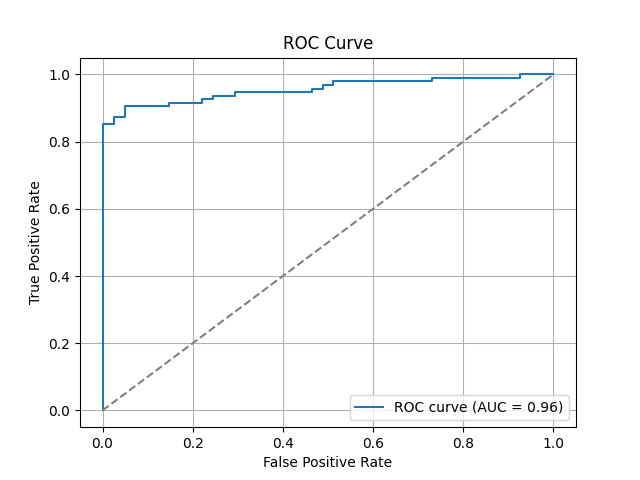 ROC Curve
True Positive Rate
1.0
0.8
0.6
0.4
0.2
0.0
0.0 0.2 0.4 0.6 0.8 1.0
False Positive Rate
ROC curve (AUC = 0.96)